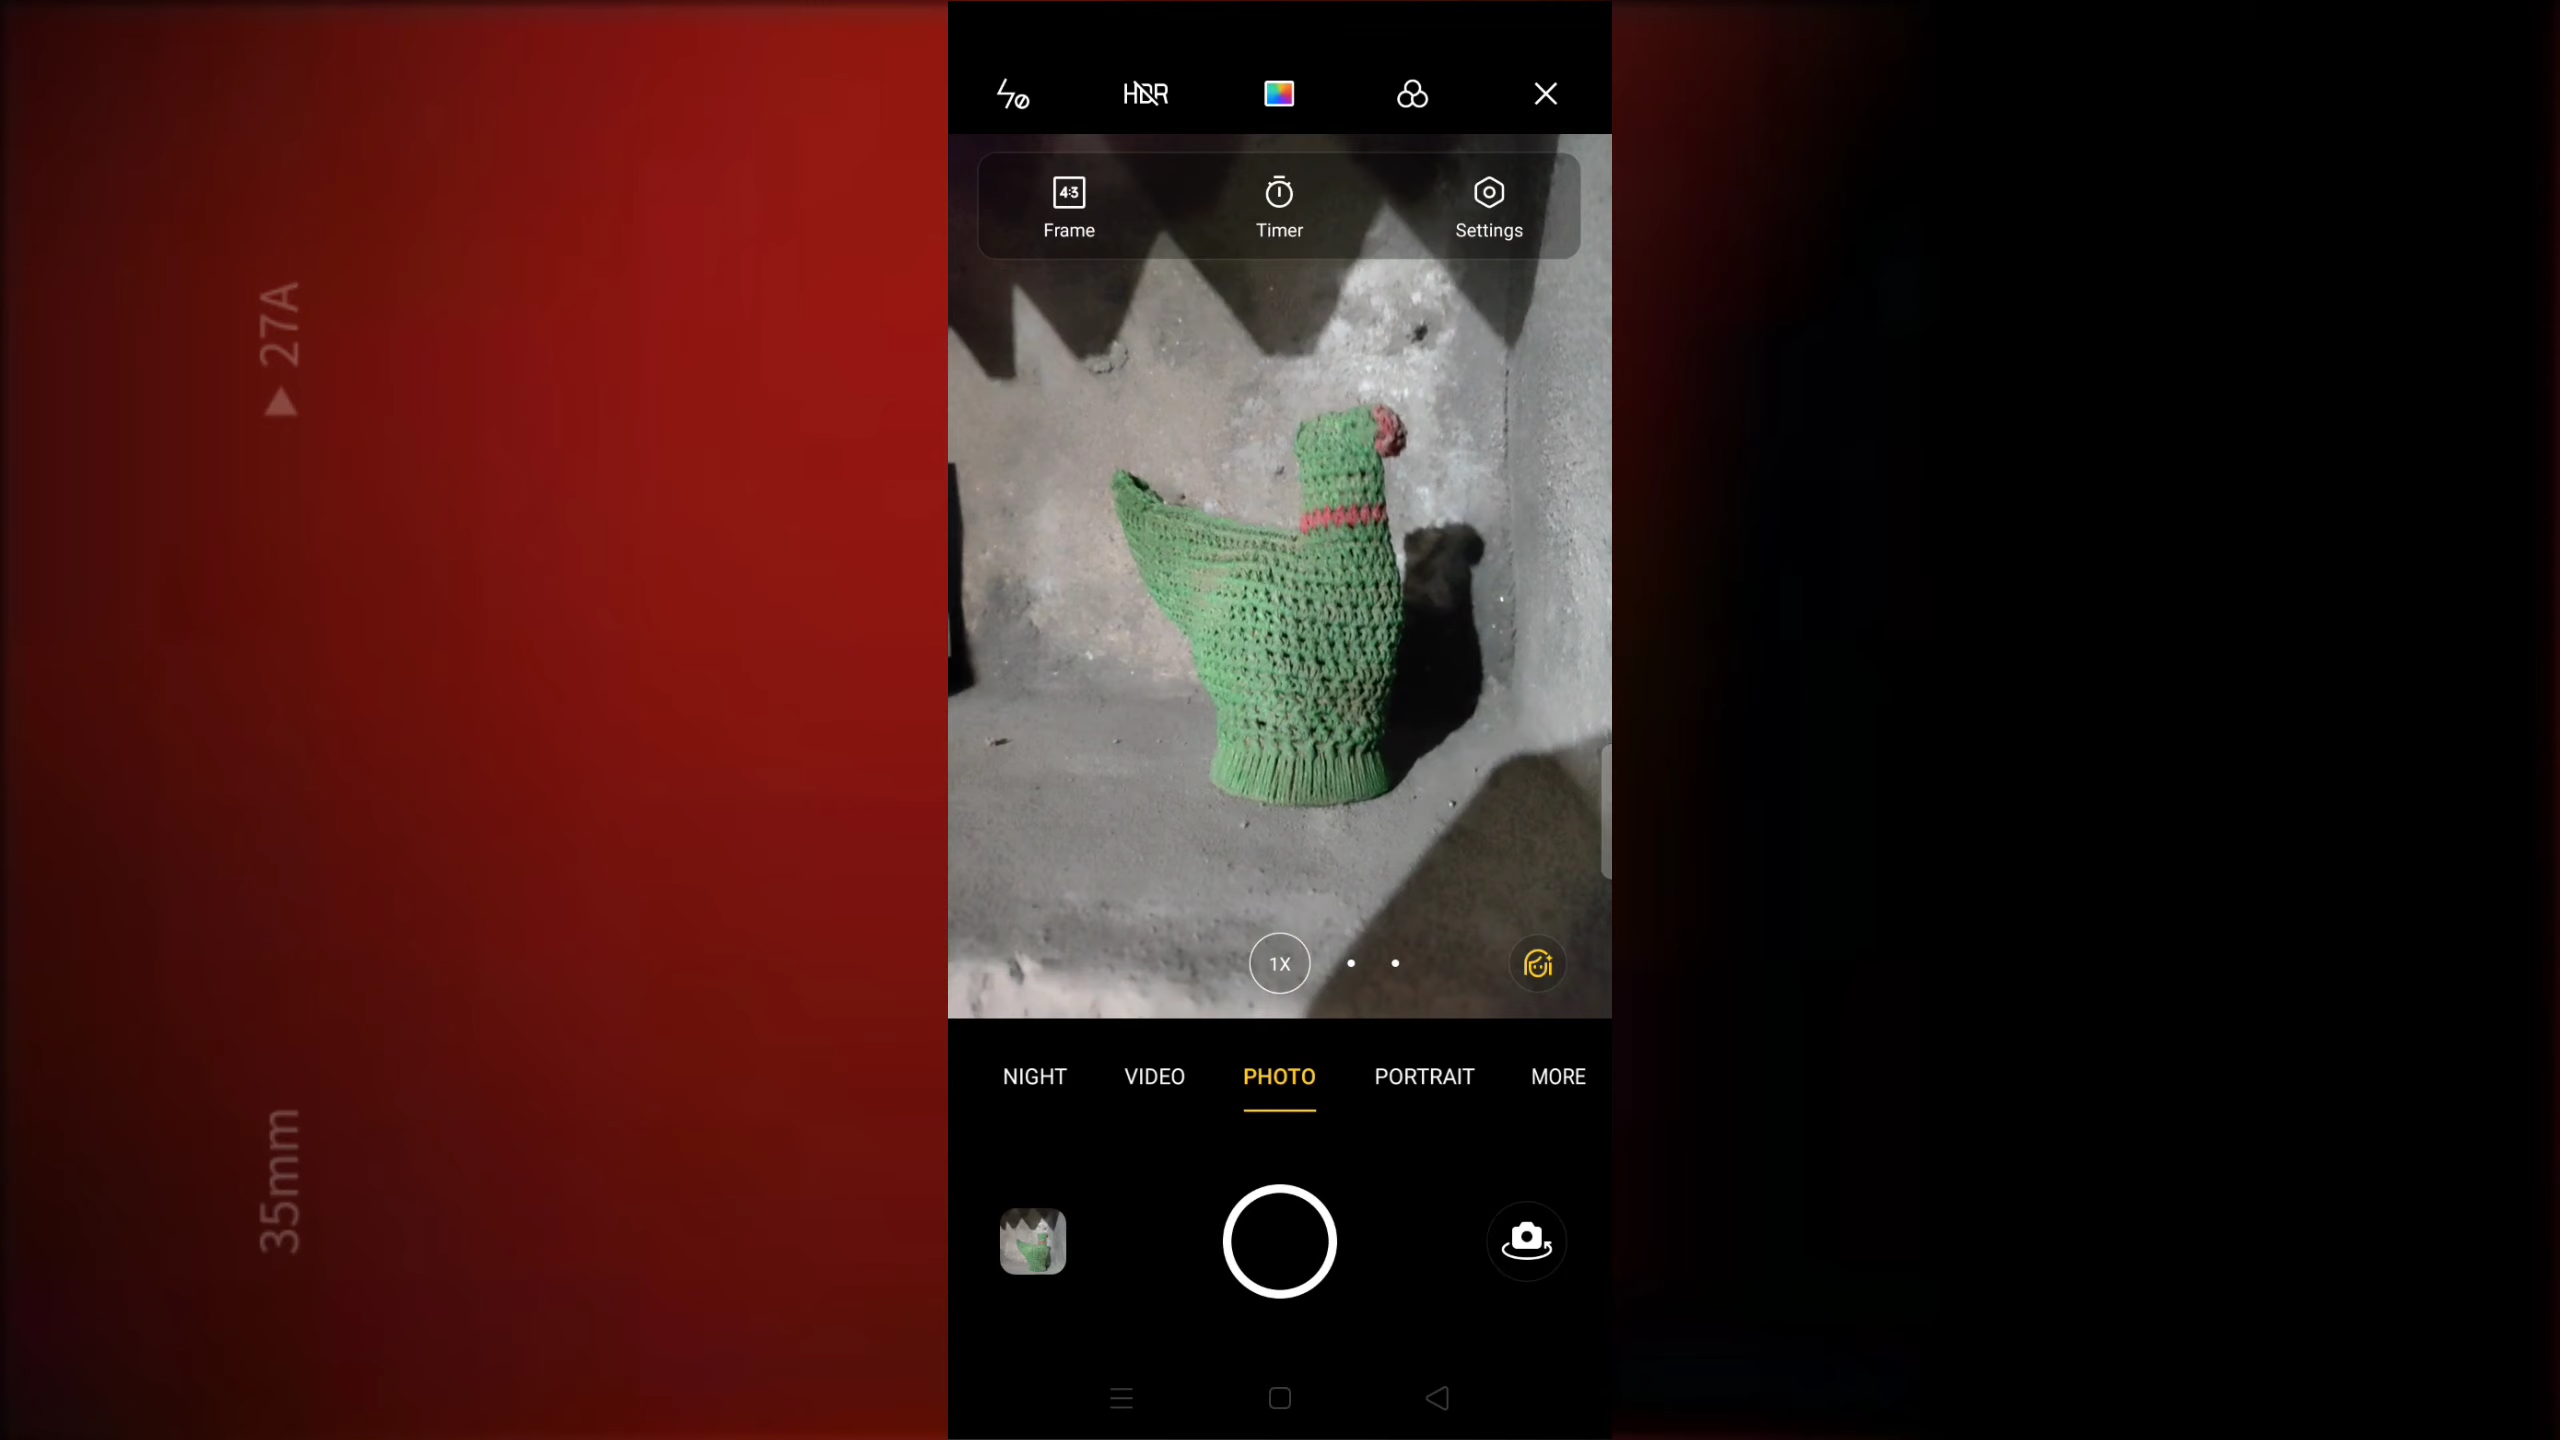 ▶ 27A
35mm
HDR
4:3
Frame
Timer
Settings
1X
NIGHT
VIDEO
PHOTO
PORTRAIT
MORE